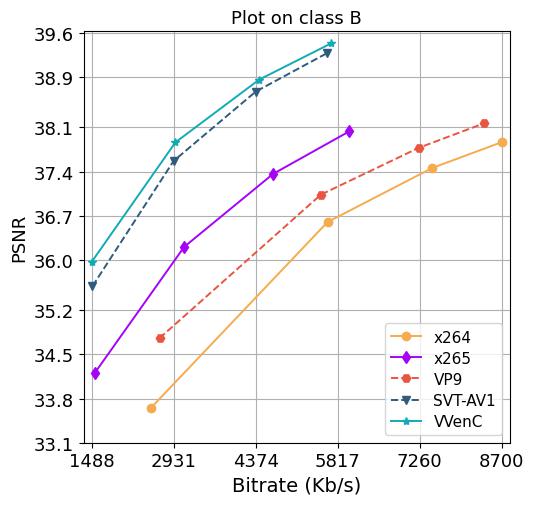 Plot on class B
39.6
38.9
38.1
37.4
36.7
36.0
35.2
34.5
33.8
33.1
PSNR
x264
x265
VP9
SVT-AV1
VVenC
1488 2931 4374 5817 7260 8700
Bitrate (Kb/s)